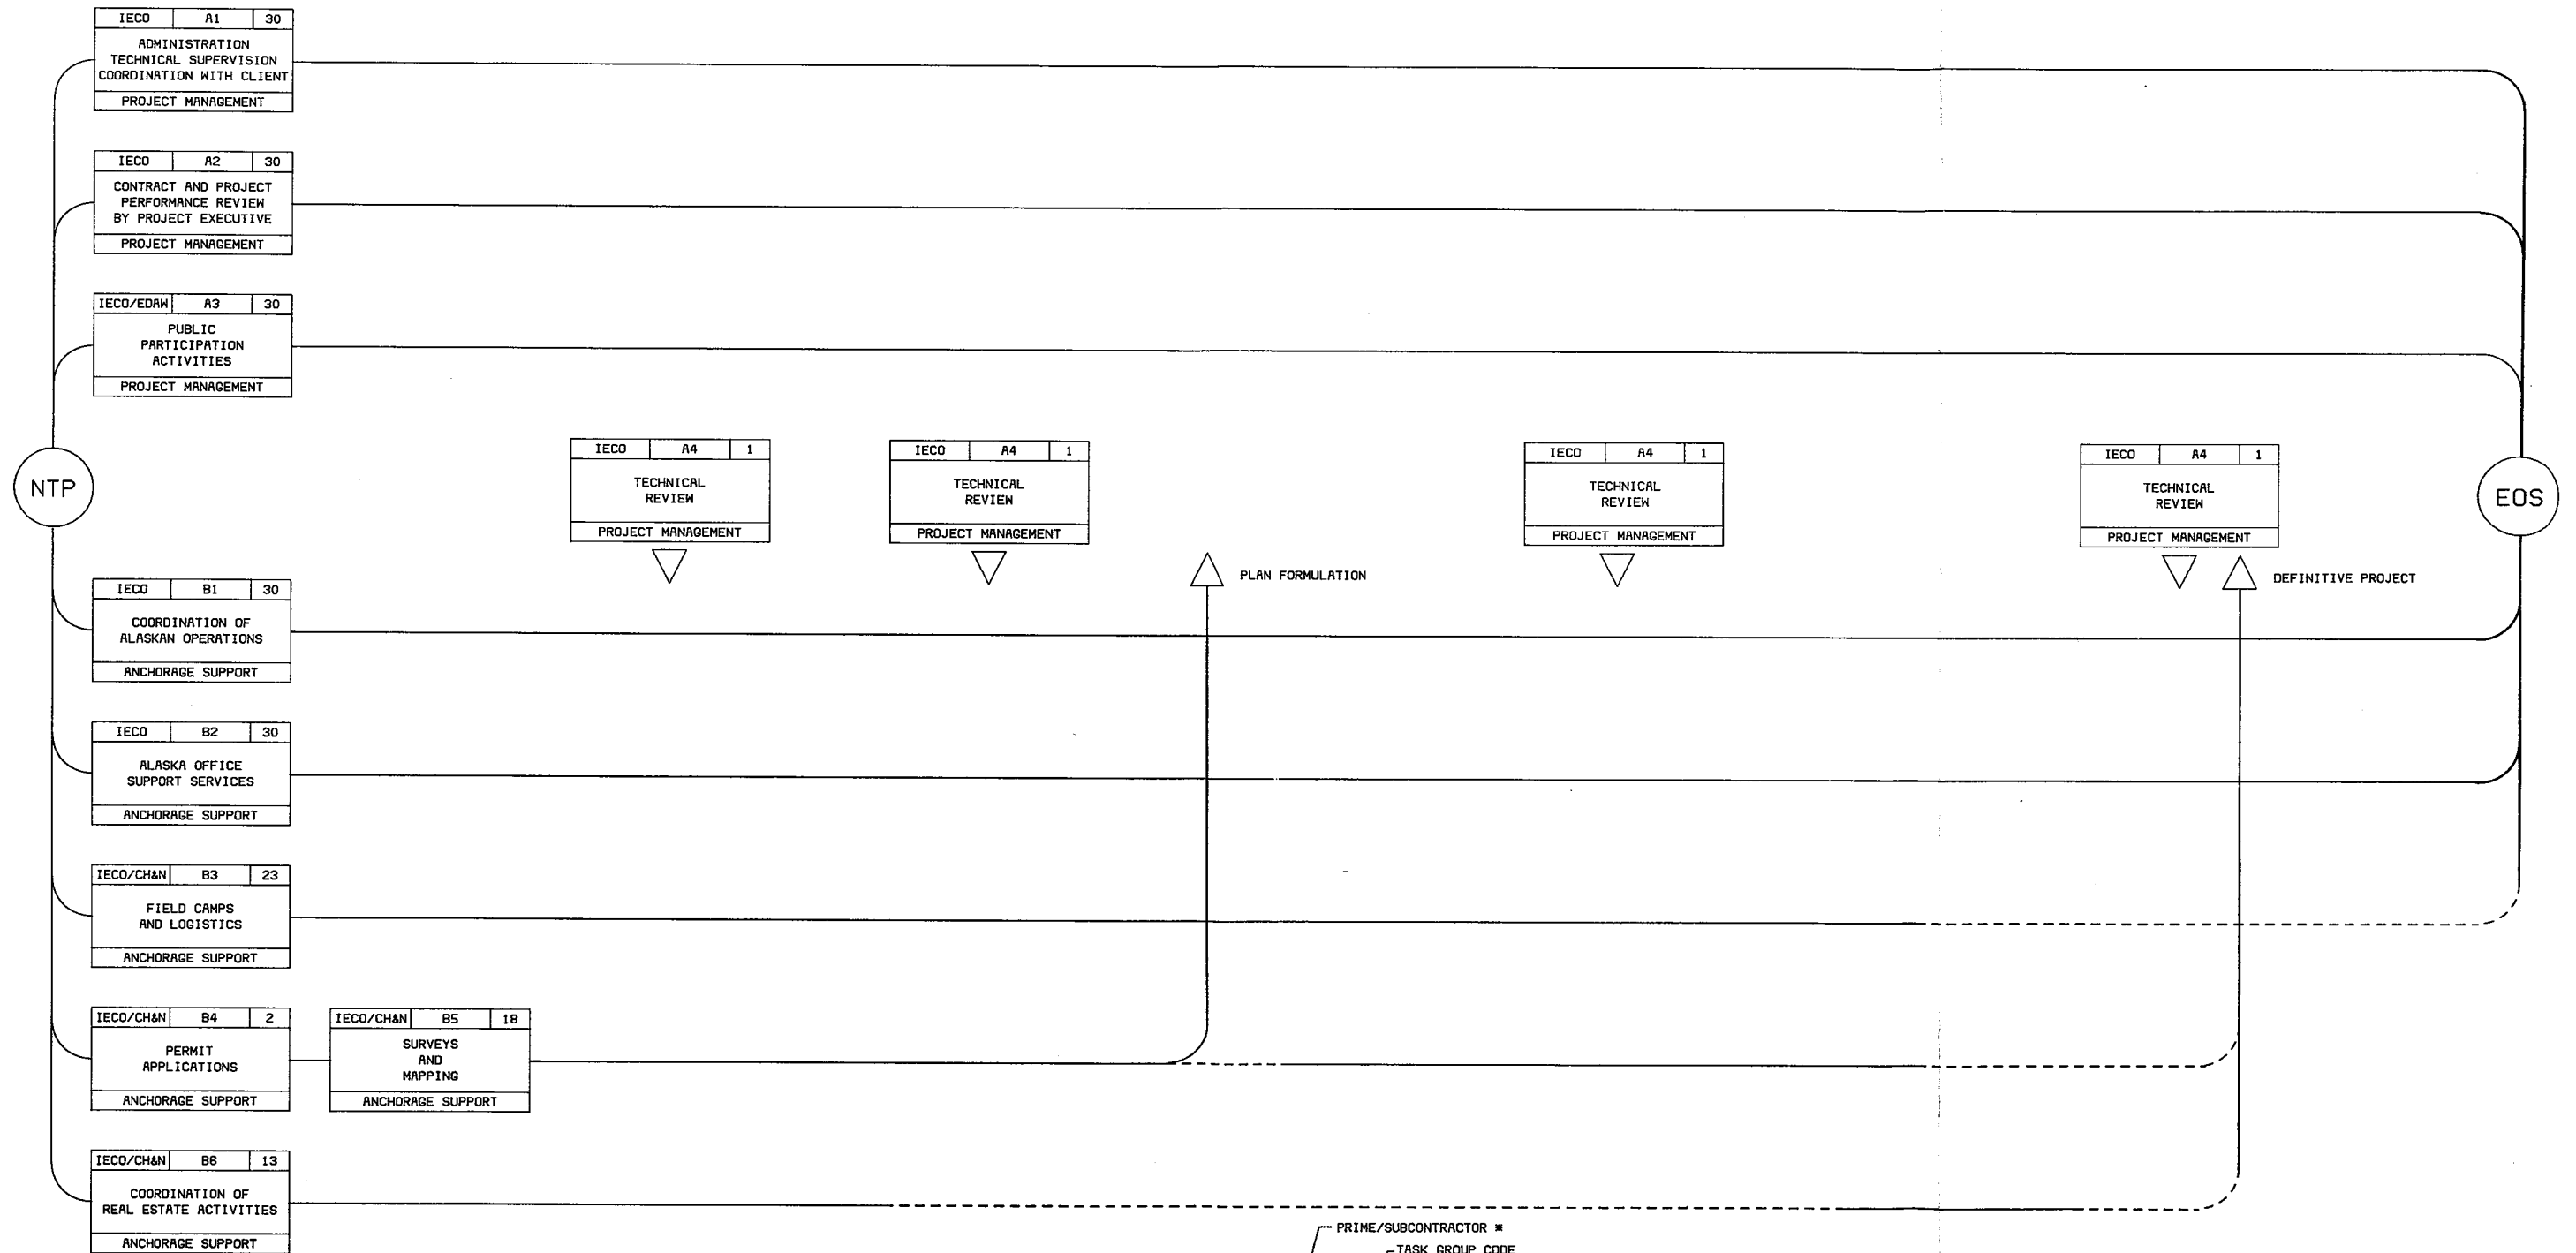 IECO A1 30
ADMINISTRATION
TECHNICAL SUPERVISION
COORDINATION WITH CLIENT
PROJECT MANAGEMENT
IECO A2 30
CONTRACT AND PROJECT
PERFORMANCE REVIEW
BY PROJECT EXECUTIVE
PROJECT MANAGEMENT
IECO/EDAW A3 30
PUBLIC
PARTICIPATION
ACTIVITIES
PROJECT MANAGEMENT
NTP
IECO A4 1
TECHNICAL
REVIEW
PROJECT MANAGEMENT
IECO A4 1
TECHNICAL
REVIEW
PROJECT MANAGEMENT
IECO A4 1
TECHNICAL
REVIEW
PROJECT MANAGEMENT
IECO A4 1
TECHNICAL
REVIEW
PROJECT MANAGEMENT
EOS
PLAN FORMULATION
DEFINITIVE PROJECT
IECO B1 30
COORDINATION OF
ALASKAN OPERATIONS
ANCHORAGE SUPPORT
IECO B2 30
ALASKA OFFICE
SUPPORT SERVICES
ANCHORAGE SUPPORT
IECO/CH&N B3 23
FIELD CAMPS
AND LOGISTICS
ANCHORAGE SUPPORT
IECO/CH&N B4 2
PERMIT
APPLICATIONS
ANCHORAGE SUPPORT
IECO/CH&N B5 18
SURVEYS
AND
MAPPING
ANCHORAGE SUPPORT
IECO/CH&N B6 13
COORDINATION OF
REAL ESTATE ACTIVITIES
ANCHORAGE SUPPORT
PRIME/SUBCONTRACTOR *
TASK GROUP CODE